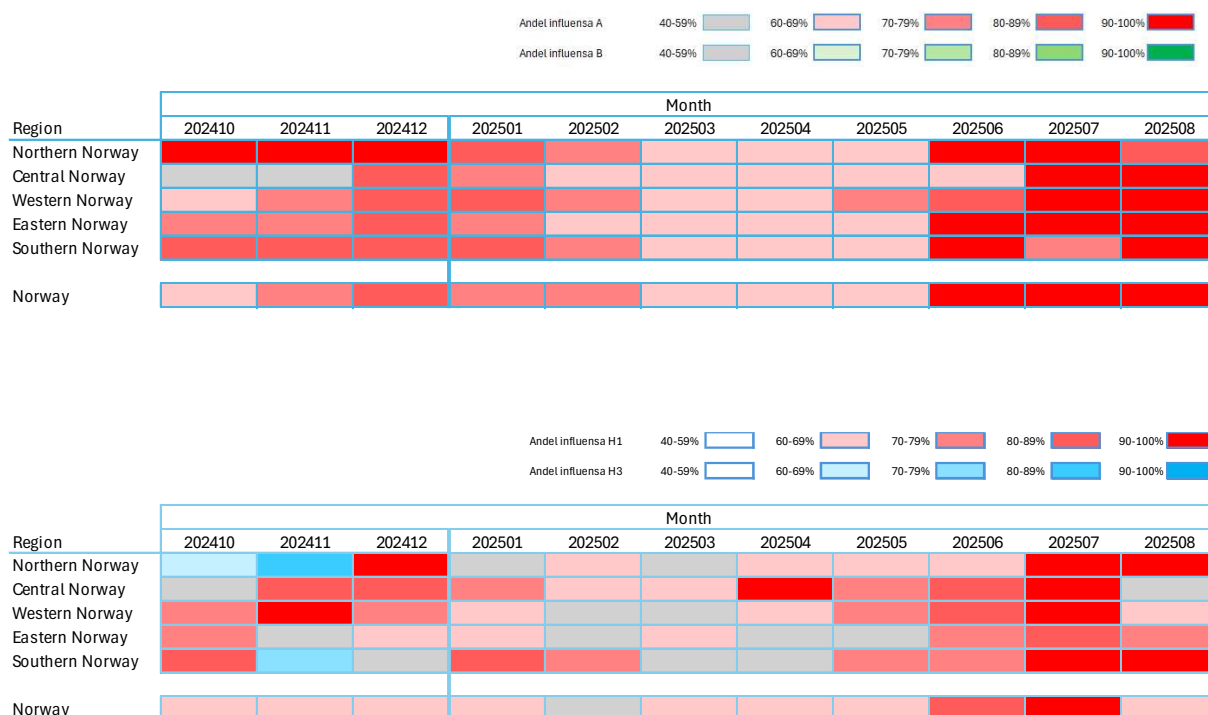 Andel influensa A 40-59% 60-69% 70-79% 80-89% 90-100%
Andel influensa B 40-59% 60-69% 70-79% 80-89% 90-100%
Month
Region 202410 202411 202412 202501 202502 202503 202504 202505 202506 202507 202508
Northern Norway
Central Norway
Western Norway
Eastern Norway
Southern Norway
Norway
Andel influensa H1 40-59% 60-69% 70-79% 80-89% 90-100%
Andel influensa H3 40-59% 60-69% 70-79% 80-89% 90-100%
Month
Region 202410 202411 202412 202501 202502 202503 202504 202505 202506 202507 202508
Northern Norway
Central Norway
Western Norway
Eastern Norway
Southern Norway
Norway